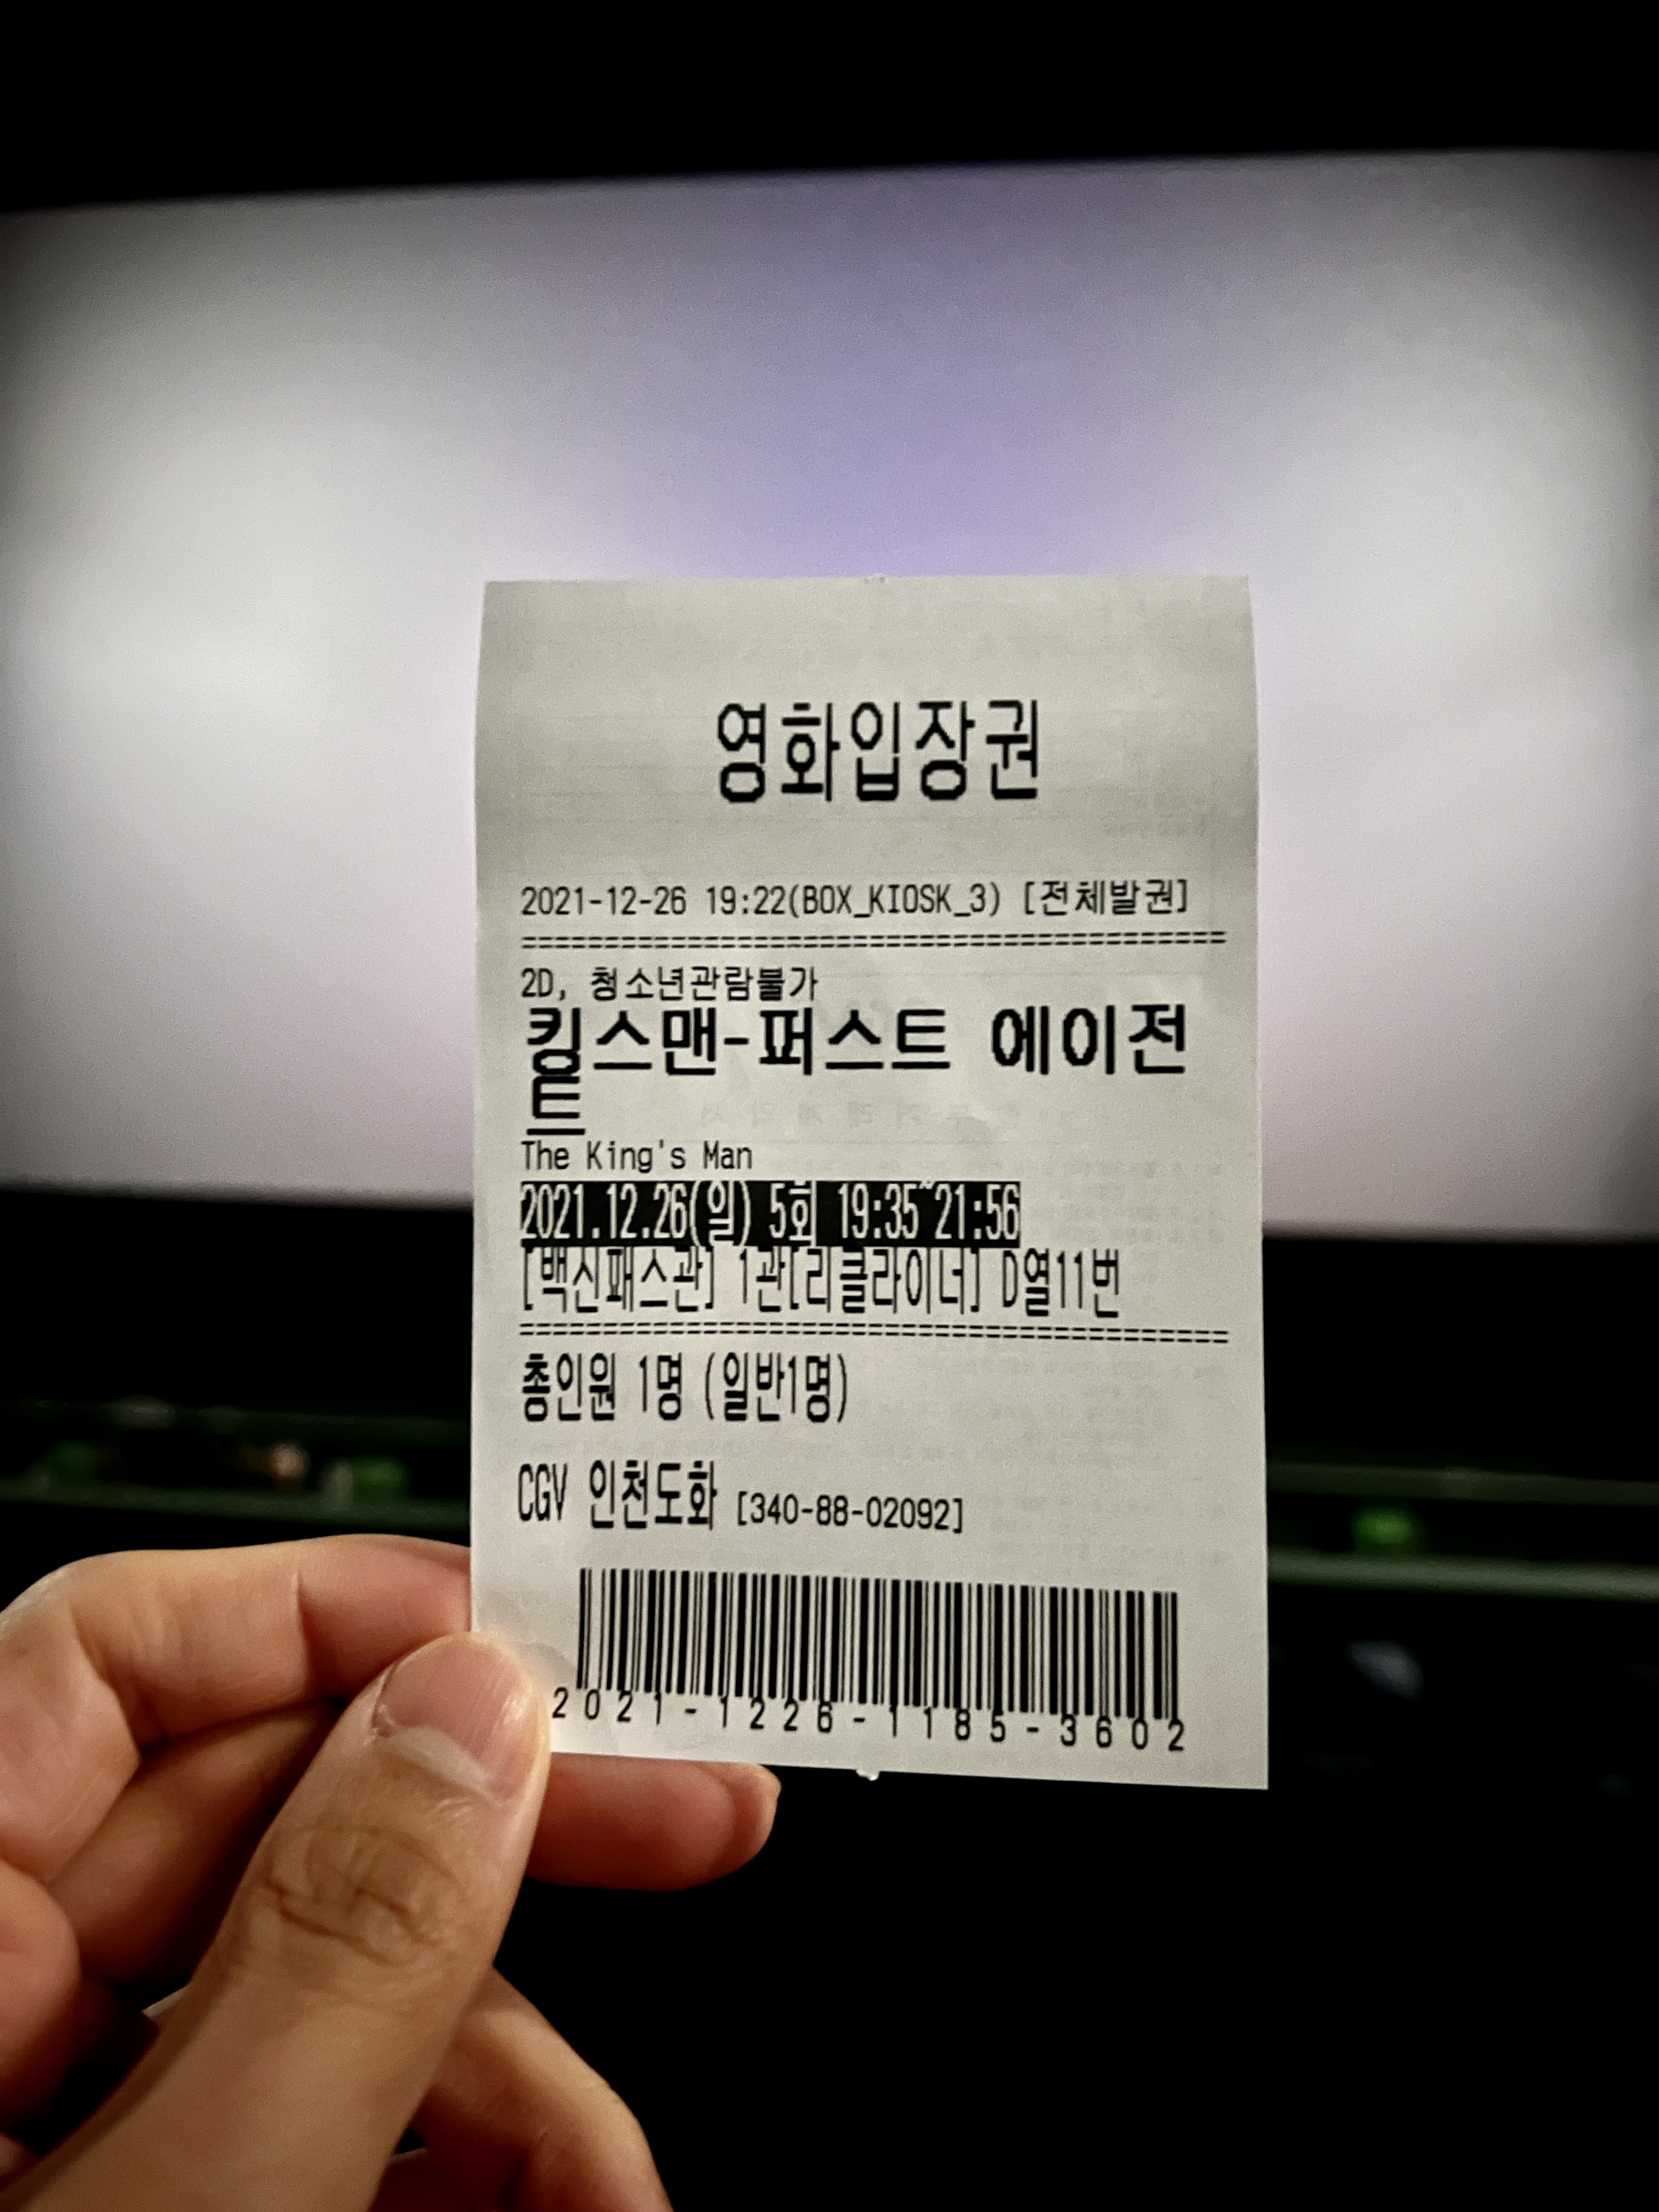 영화입장권
2021-12-26 19:22(BOX_KIOSK_3) [전체발권]
==========================================
2D, 청소년관람불가
킹스맨-퍼스트 에이전
트
The King's Man
2021.12.26(일) 5회 19:35~21:56
[백신패스관] 1관[리클라이너] D열11번
==========================================
총인원 1명 (일반1명)
CGV 인천도화 [340-88-02092]
2021-1226-1185-3602